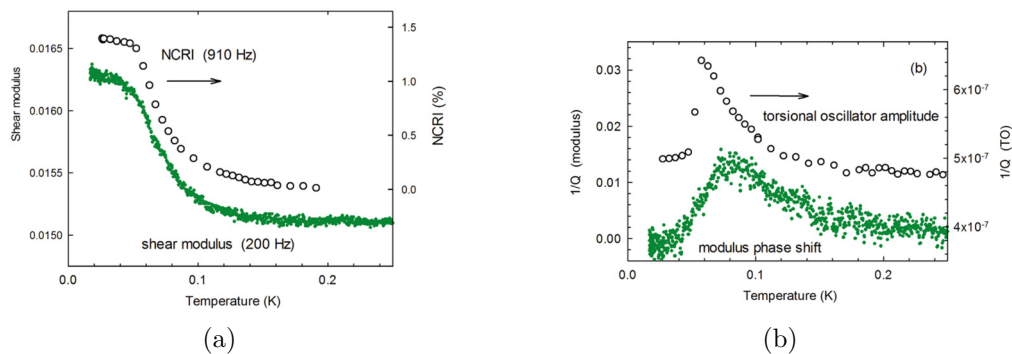 NCRI (910 Hz)
shear modulus (200 Hz)
Shear modulus
0.0165
0.0160
0.0155
0.0150
NCRI (%)
1.5
1.0
0.5
0.0
0.0
0.1
0.2
Temperature (K)
(a)
(b)
torsional oscillator amplitude
modulus phase shift
1/Q (modulus)
0.03
0.02
0.01
0.00
1/Q (TO)
6x10⁻⁷
5x10⁻⁷
4x10⁻⁷
0.0
0.1
0.2
Temperature (K)
(b)